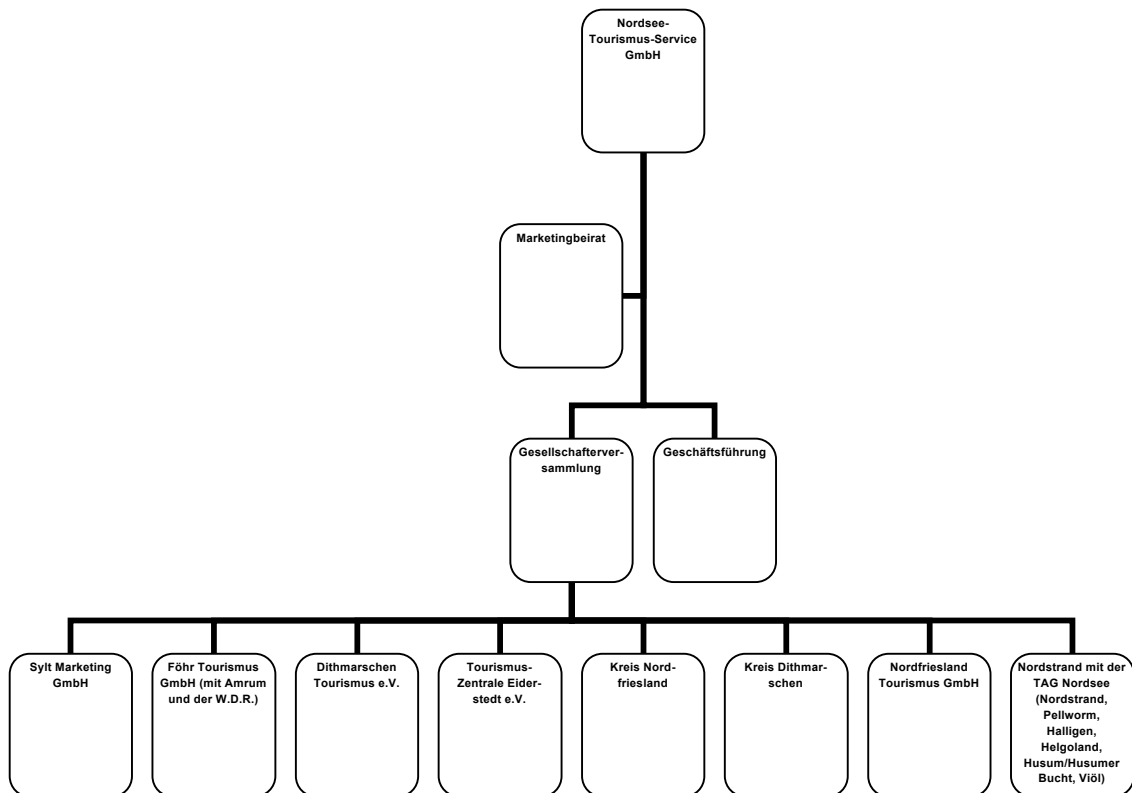 Nordsee-
Tourismus-Service
GmbH
Marketingbeirat
Gesellschafterver-
sammlung
Geschäftsführung
Sylt Marketing
GmbH
Föhr Tourismus
GmbH (mit Amrum
und der W.D.R.)
Dithmarschen
Tourismus e.V.
Tourismus-
Zentrale Eider-
stedt e.V.
Kreis Nord-
friesland
Kreis Dithmar-
schen
Nordfriesland
Tourismus GmbH
Nordstrand mit der
TAG Nordsee
(Nordstrand,
Pellworm,
Halligen,
Helgoland,
Husum/Husumer
Bucht, Viöl)